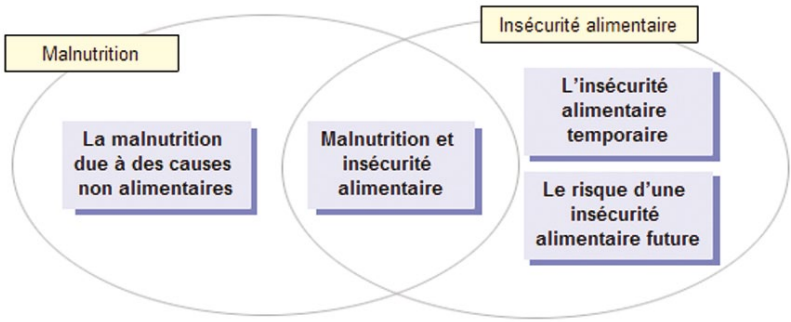 Malnutrition
Insécurité alimentaire
La malnutrition
due à des causes
non alimentaires
Malnutrition et
insécurité
alimentaire
L’insécurité
alimentaire
temporaire
Le risque d’une
insécurité
alimentaire future